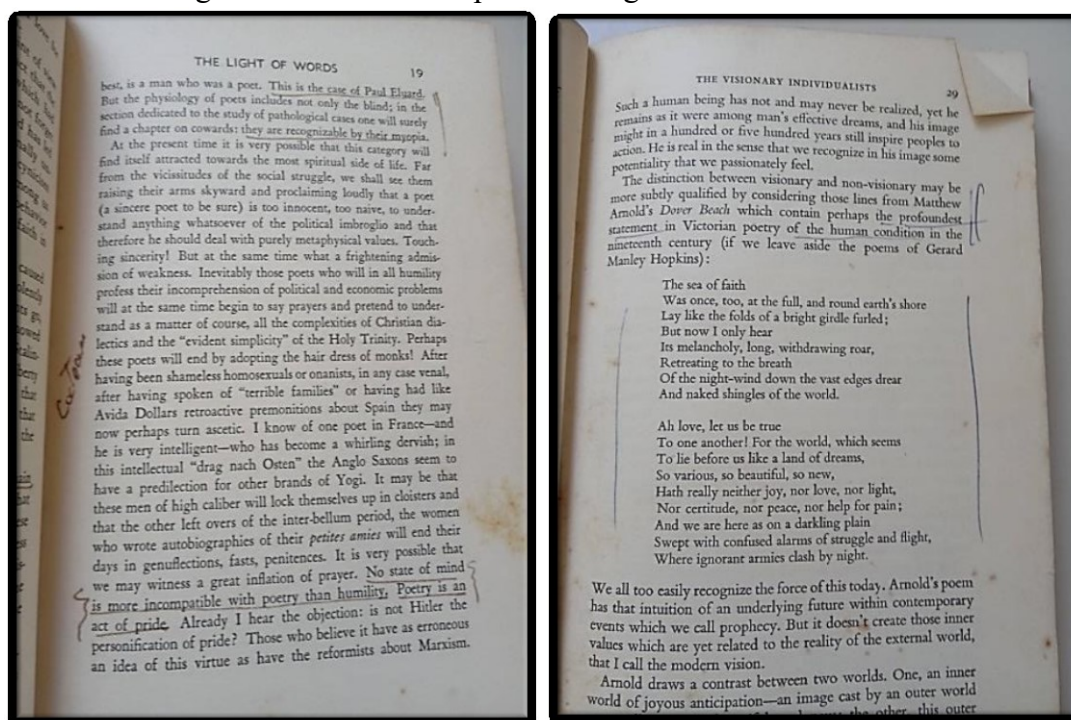 THE LIGHT OF WORDS 19
best, is a man who was a poet. This is the case of Paul Eluard.
But the physiology of poets includes not only the blind; in the
section dedicated to the study of pathological cases one will surely
find a chapter on cowards: they are recognizable by their myopia.
At the present time it is very possible that this category will
find itself attracted towards the most spiritual side of life. Far
from the vicissitudes of the social struggle, we shall see them
raising their arms skyward and proclaiming loudly that a poet
(a sincere poet to be sure) is too innocent, too naive, to under-
stand anything whatsoever of the political imbroglio and that
therefore he should deal with purely metaphysical values. Touch-
ing sincerity! But at the same time what a frightening admis-
sion of weakness. Inevitably those poets who will in all humility
profess their incomprehension of political and economic problems
will at the same time begin to say prayers and pretend to under-
stand as a matter of course, all the complexities of Christian dia-
lectics and the “evident simplicity” of the Holy Trinity. Perhaps
these poets will end by adopting the hair dress of monks! After
having been shameless homosexuals or onanists, in any case venal,
after having spoken of “terrible families” or having had like
Avida Dollars retroactive premonitions about Spain they may
now perhaps turn ascetic. I know of one poet in France—and
he is very intelligent—who has become a whirling dervish; in
this intellectual “drag nach Osten” the Anglo Saxons seem to
have a predilection for other brands of Yogi. It may be that
these men of high caliber will lock themselves up in cloisters and
that the other left overs of the inter-bellum period, the women
who wrote autobiographies of their petites amies will end their
days in genuflections, fasts, penitences. It is very possible that
we may witness a great inflation of prayer. No state of mind
is more incompatible with poetry than humility. Poetry is an
act of pride. Already I hear the objection: is not Hitler the
personification of pride? Those who believe it have as erroneous
an idea of this virtue as have the reformists about Marxism.
THE VISIONARY INDIVIDUALISTS 29
Such a human being has not and may never be realized, yet he
remains as it were among man's effective dreams, and his image
might in a hundred or five hundred years still inspire peoples to
action. He is real in the sense that we recognize in his image some
potentiality that we passionately feel.
The distinction between visionary and non-visionary may be
more subtly qualified by considering those lines from Matthew
Arnold's Dover Beach which contain perhaps the profoundest
statement in Victorian poetry of the human condition in the
nineteenth century (if we leave aside the poems of Gerard
Manley Hopkins):
The sea of faith
Was once, too, at the full, and round earth's shore
Lay like the folds of a bright girdle furled;
But now I only hear
Its melancholy, long, withdrawing roar,
Retreating to the breath
Of the night-wind down the vast edges drear
And naked shingles of the world.
Ah love, let us be true
To one another! For the world, which seems
To lie before us like a land of dreams,
So various, so beautiful, so new,
Hath really neither joy, nor love, nor light,
Nor certitude, nor peace, nor help for pain;
And we are here as on a darkling plain
Swept with confused alarms of struggle and flight,
Where ignorant armies clash by night.
We all too easily recognize the force of this today. Arnold's poem
has that intuition of an underlying future within contemporary
events which we call prophecy. But it doesn't create those inner
values which are yet related to the reality of the external world,
that I call the modern vision.
Arnold draws a contrast between two worlds. One, an inner
world of joyous anticipation—an image cast by an outer world
the other, this outer